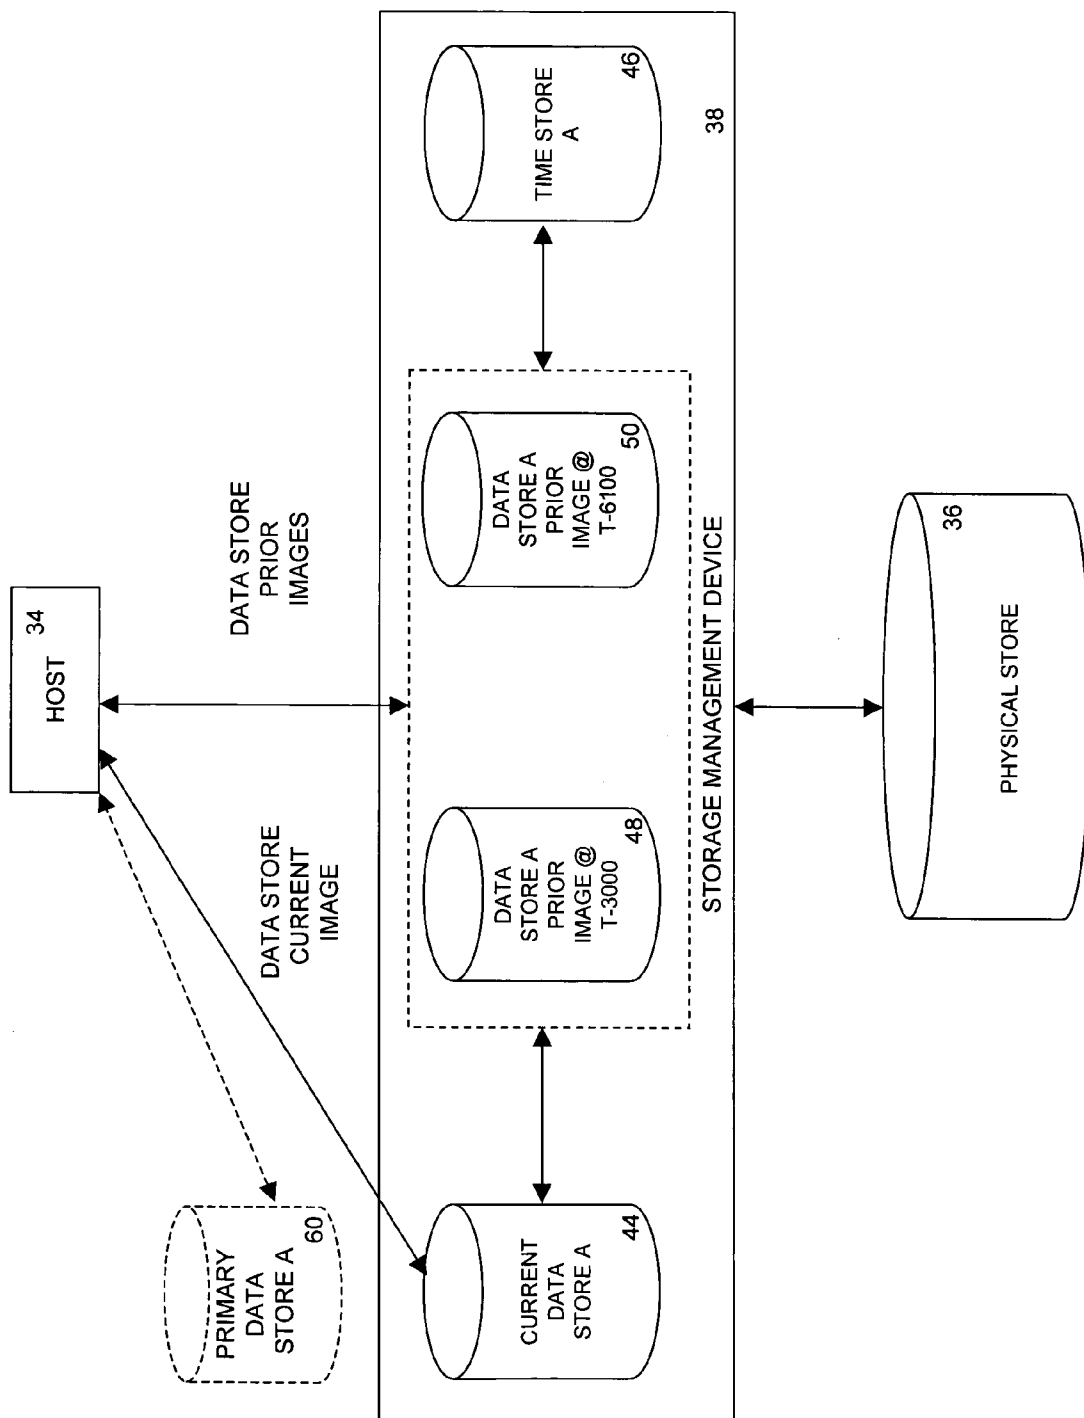 34
HOST
DATA STORE
PRIOR
IMAGES
DATA STORE
CURRENT
IMAGE
PRIMARY
DATA
STORE A
60
CURRENT
DATA
STORE A
44
DATA
STORE A
PRIOR
IMAGE @
T-3000
48
DATA
STORE A
PRIOR
IMAGE @
T-6100
50
TIME STORE
A
46
38
STORAGE MANAGEMENT DEVICE
36
PHYSICAL STORE